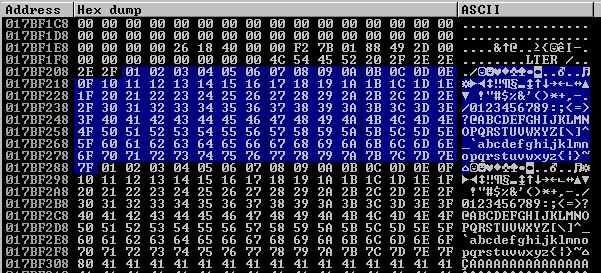 Address Hex dump ASCII
017BF1C8 00 00 00 00 00 00 00 00 00 00 00 00 00 00 00 00 ................
017BF1D8 00 00 00 00 00 00 00 00 00 00 00 00 00 00 00 00 ................
017BF1E8 00 00 00 00 26 18 40 00 00 F2 7B 01 88 49 2D 00 ....&↑@..≥{☺êI-.
017BF1F8 00 00 00 00 00 00 00 00 4C 54 45 52 20 2F 2E 2E ........LTER /..
017BF208 2E 2F 01 02 03 04 05 06 07 08 09 0A 0B 0C 0D 0E ./☺☻♥♦♣♠
017BF218 0F 10 11 12 13 14 15 16 17 18 19 1A 1B 1C 1D 1E ☼►◄↕‼¶§▬↨↑↓→←∟↔▲
017BF228 1F 20 21 22 23 24 25 26 27 28 29 2A 2B 2C 2D 2E ▼ !"#$%&'()*+,-.
017BF238 2F 30 31 32 33 34 35 36 37 38 39 3A 3B 3C 3D 3E /0123456789:;<=>
017BF248 3F 40 41 42 43 44 45 46 47 48 49 4A 4B 4C 4D 4E ?@ABCDEFGHIJKLMN
017BF258 4F 50 51 52 53 54 55 56 57 58 59 5A 5B 5C 5D 5E OPQRSTUVWXYZ[\]^
017BF268 5F 60 61 62 63 64 65 66 67 68 69 6A 6B 6C 6D 6E _`abcdefghijklmn
017BF278 6F 70 71 72 73 74 75 76 77 78 79 7A 7B 7C 7D 7E opqrstuvwxyz{|}~
017BF288 7F 01 02 03 04 05 06 07 08 09 0A 0B 0C 0D 0E 0F ⌂☺☻♥♦♣♠
017BF298 10 11 12 13 14 15 16 17 18 19 1A 1B 1C 1D 1E 1F ►◄↕‼¶§▬↨↑↓→←∟↔▲▼
017BF2A8 20 21 22 23 24 25 26 27 28 29 2A 2B 2C 2D 2E 2F !"#$%&'()*+,-./
017BF2B8 30 31 32 33 34 35 36 37 38 39 3A 3B 3C 3D 3E 3F 0123456789:;<=>?
017BF2C8 40 41 42 43 44 45 46 47 48 49 4A 4B 4C 4D 4E 4F @ABCDEFGHIJKLMNO
017BF2D8 50 51 52 53 54 55 56 57 58 59 5A 5B 5C 5D 5E 5F PQRSTUVWXYZ[\]^_
017BF2E8 60 61 62 63 64 65 66 67 68 69 6A 6B 6C 6D 6E 6F `abcdefghijklmno
017BF2F8 70 71 72 73 74 75 76 77 78 79 7A 7B 7C 7D 7E 7F pqrstuvwxyz{|}~⌂
017BF308 80 41 41 41 41 41 41 41 41 41 41 41 41 41 41 41 ÇAAAAAAAAAAAAAAA